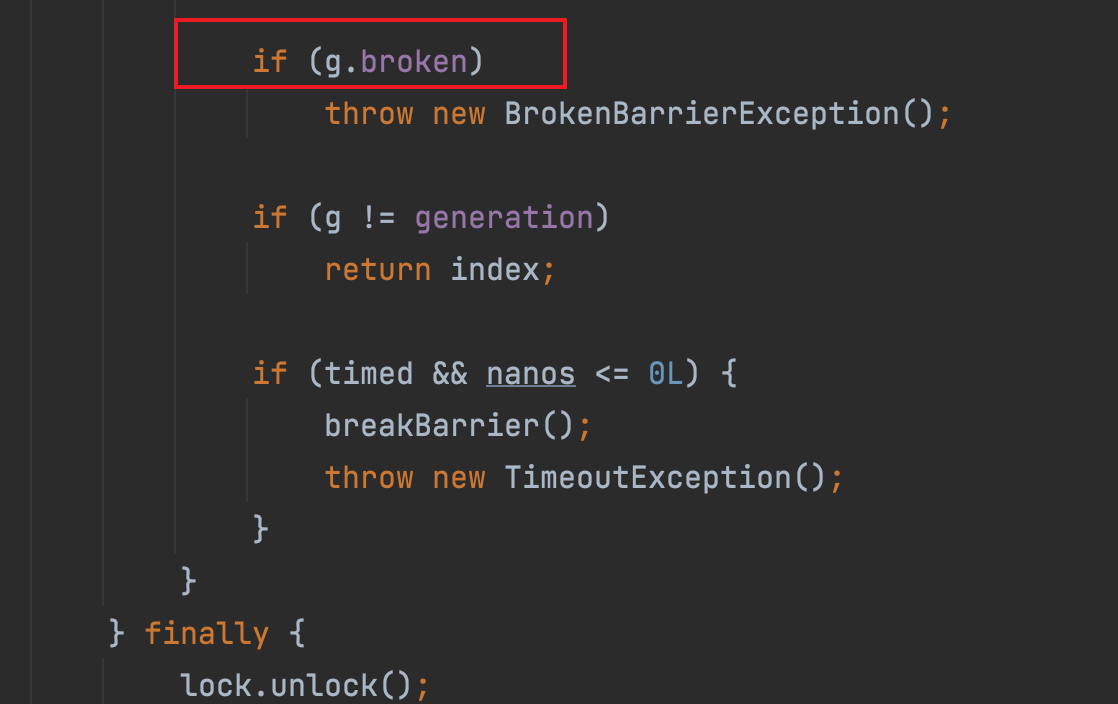 if (g.broken)
throw new BrokenBarrierException();
if (g != generation)
return index;
if (timed && nanos <= 0L) {
breakBarrier();
throw new TimeoutException();
}
}
} finally {
lock.unlock();